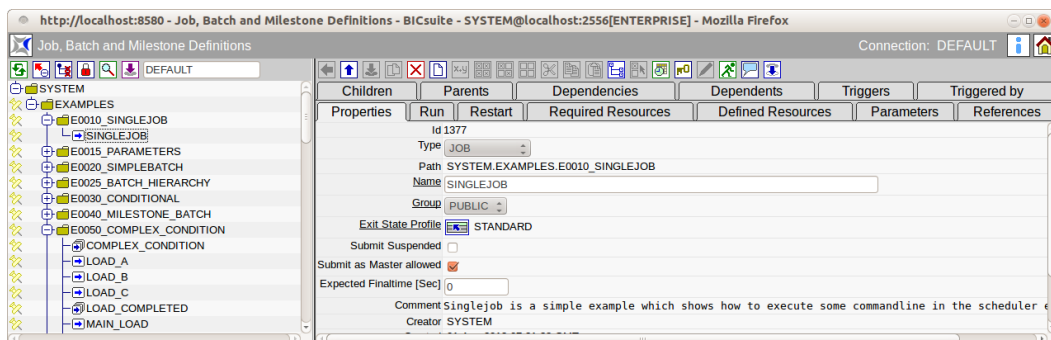 http://localhost:8580 - Job, Batch and Milestone Definitions - BICsuite - SYSTEM@localhost:2556[ENTERPRISE] - Mozilla Firefox
Job, Batch and Milestone Definitions
Connection: DEFAULT
DEFAULT
SYSTEM
EXAMPLES
E0010_SINGLEJOB
SINGLEJOB
E0015_PARAMETERS
E0020_SIMPLEBATCH
E0025_BATCH_HIERARCHY
E0030_CONDITIONAL
E0040_MILESTONE_BATCH
E0050_COMPLEX_CONDITION
COMPLEX_CONDITION
LOAD_A
LOAD_B
LOAD_C
LOAD_COMPLETED
MAIN_LOAD
Children Parents Dependencies Dependents Triggers Triggered by
Properties Run Restart Required Resources Defined Resources Parameters References
Id 1377
Type JOB
Path SYSTEM.EXAMPLES.E0010_SINGLEJOB
Name SINGLEJOB
Group PUBLIC
Exit State Profile STANDARD
Submit Suspended
Submit as Master allowed
Expected Finaltime [Sec] 0
Comment Singlejob is a simple example which shows how to execute some commandline in the scheduler
Creator SYSTEM